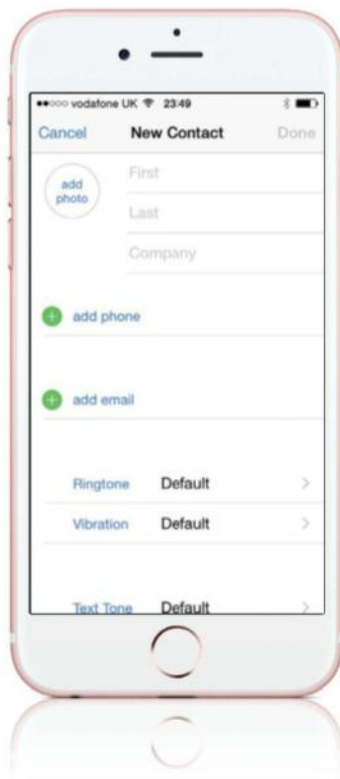 vodafone UK 23:49
Cancel New Contact Done
add
photo
First
Last
Company
add phone
add email
Ringtone Default
Vibration Default
Text Tone Default